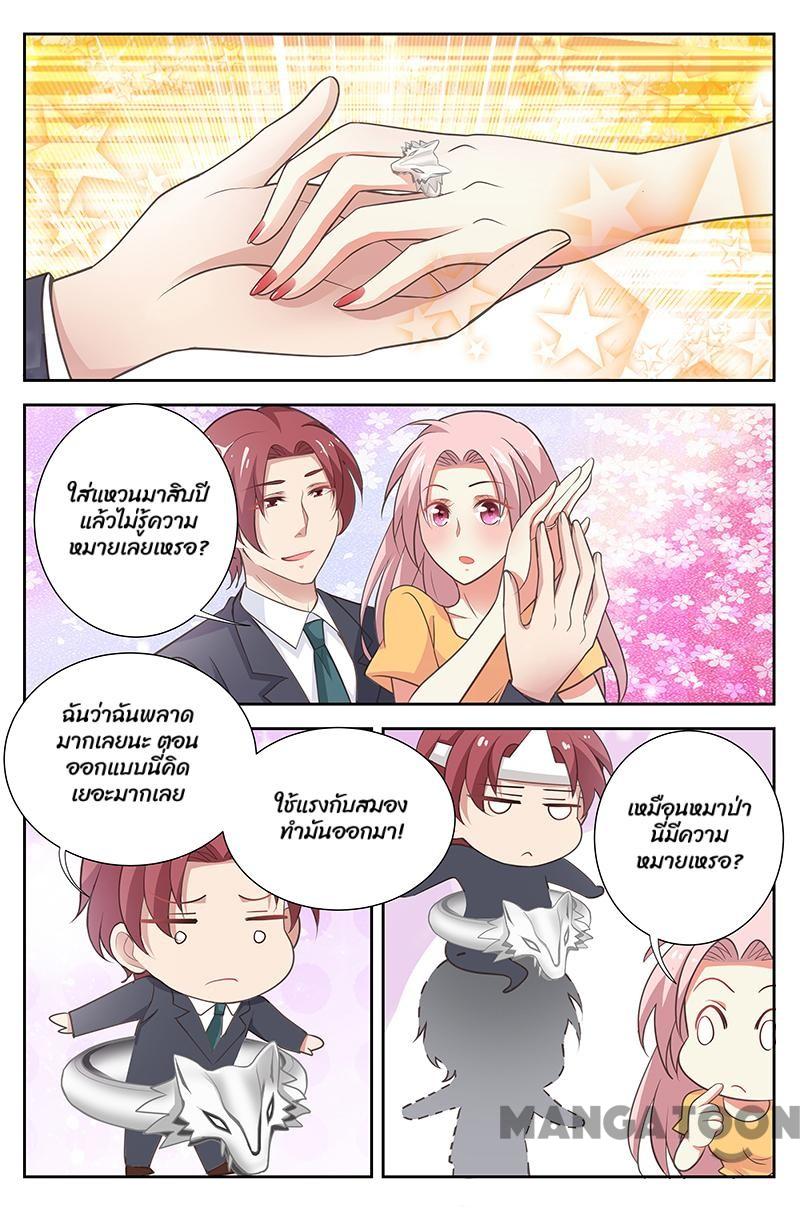 ใส่แหวนมาสิบปี
แล้วไม่รู้ความ
หมายเลยเหรอ?
ฉันว่าฉันพลาด
มากเลยนะ ตอน
ออกแบบนี่คิด
เยอะมากเลย
ใช้แรงกับสมอง
ทำมันออกมา!
เหมือนหมาป่า
นี่มีความ
หมายเหรอ?
MANGATOON